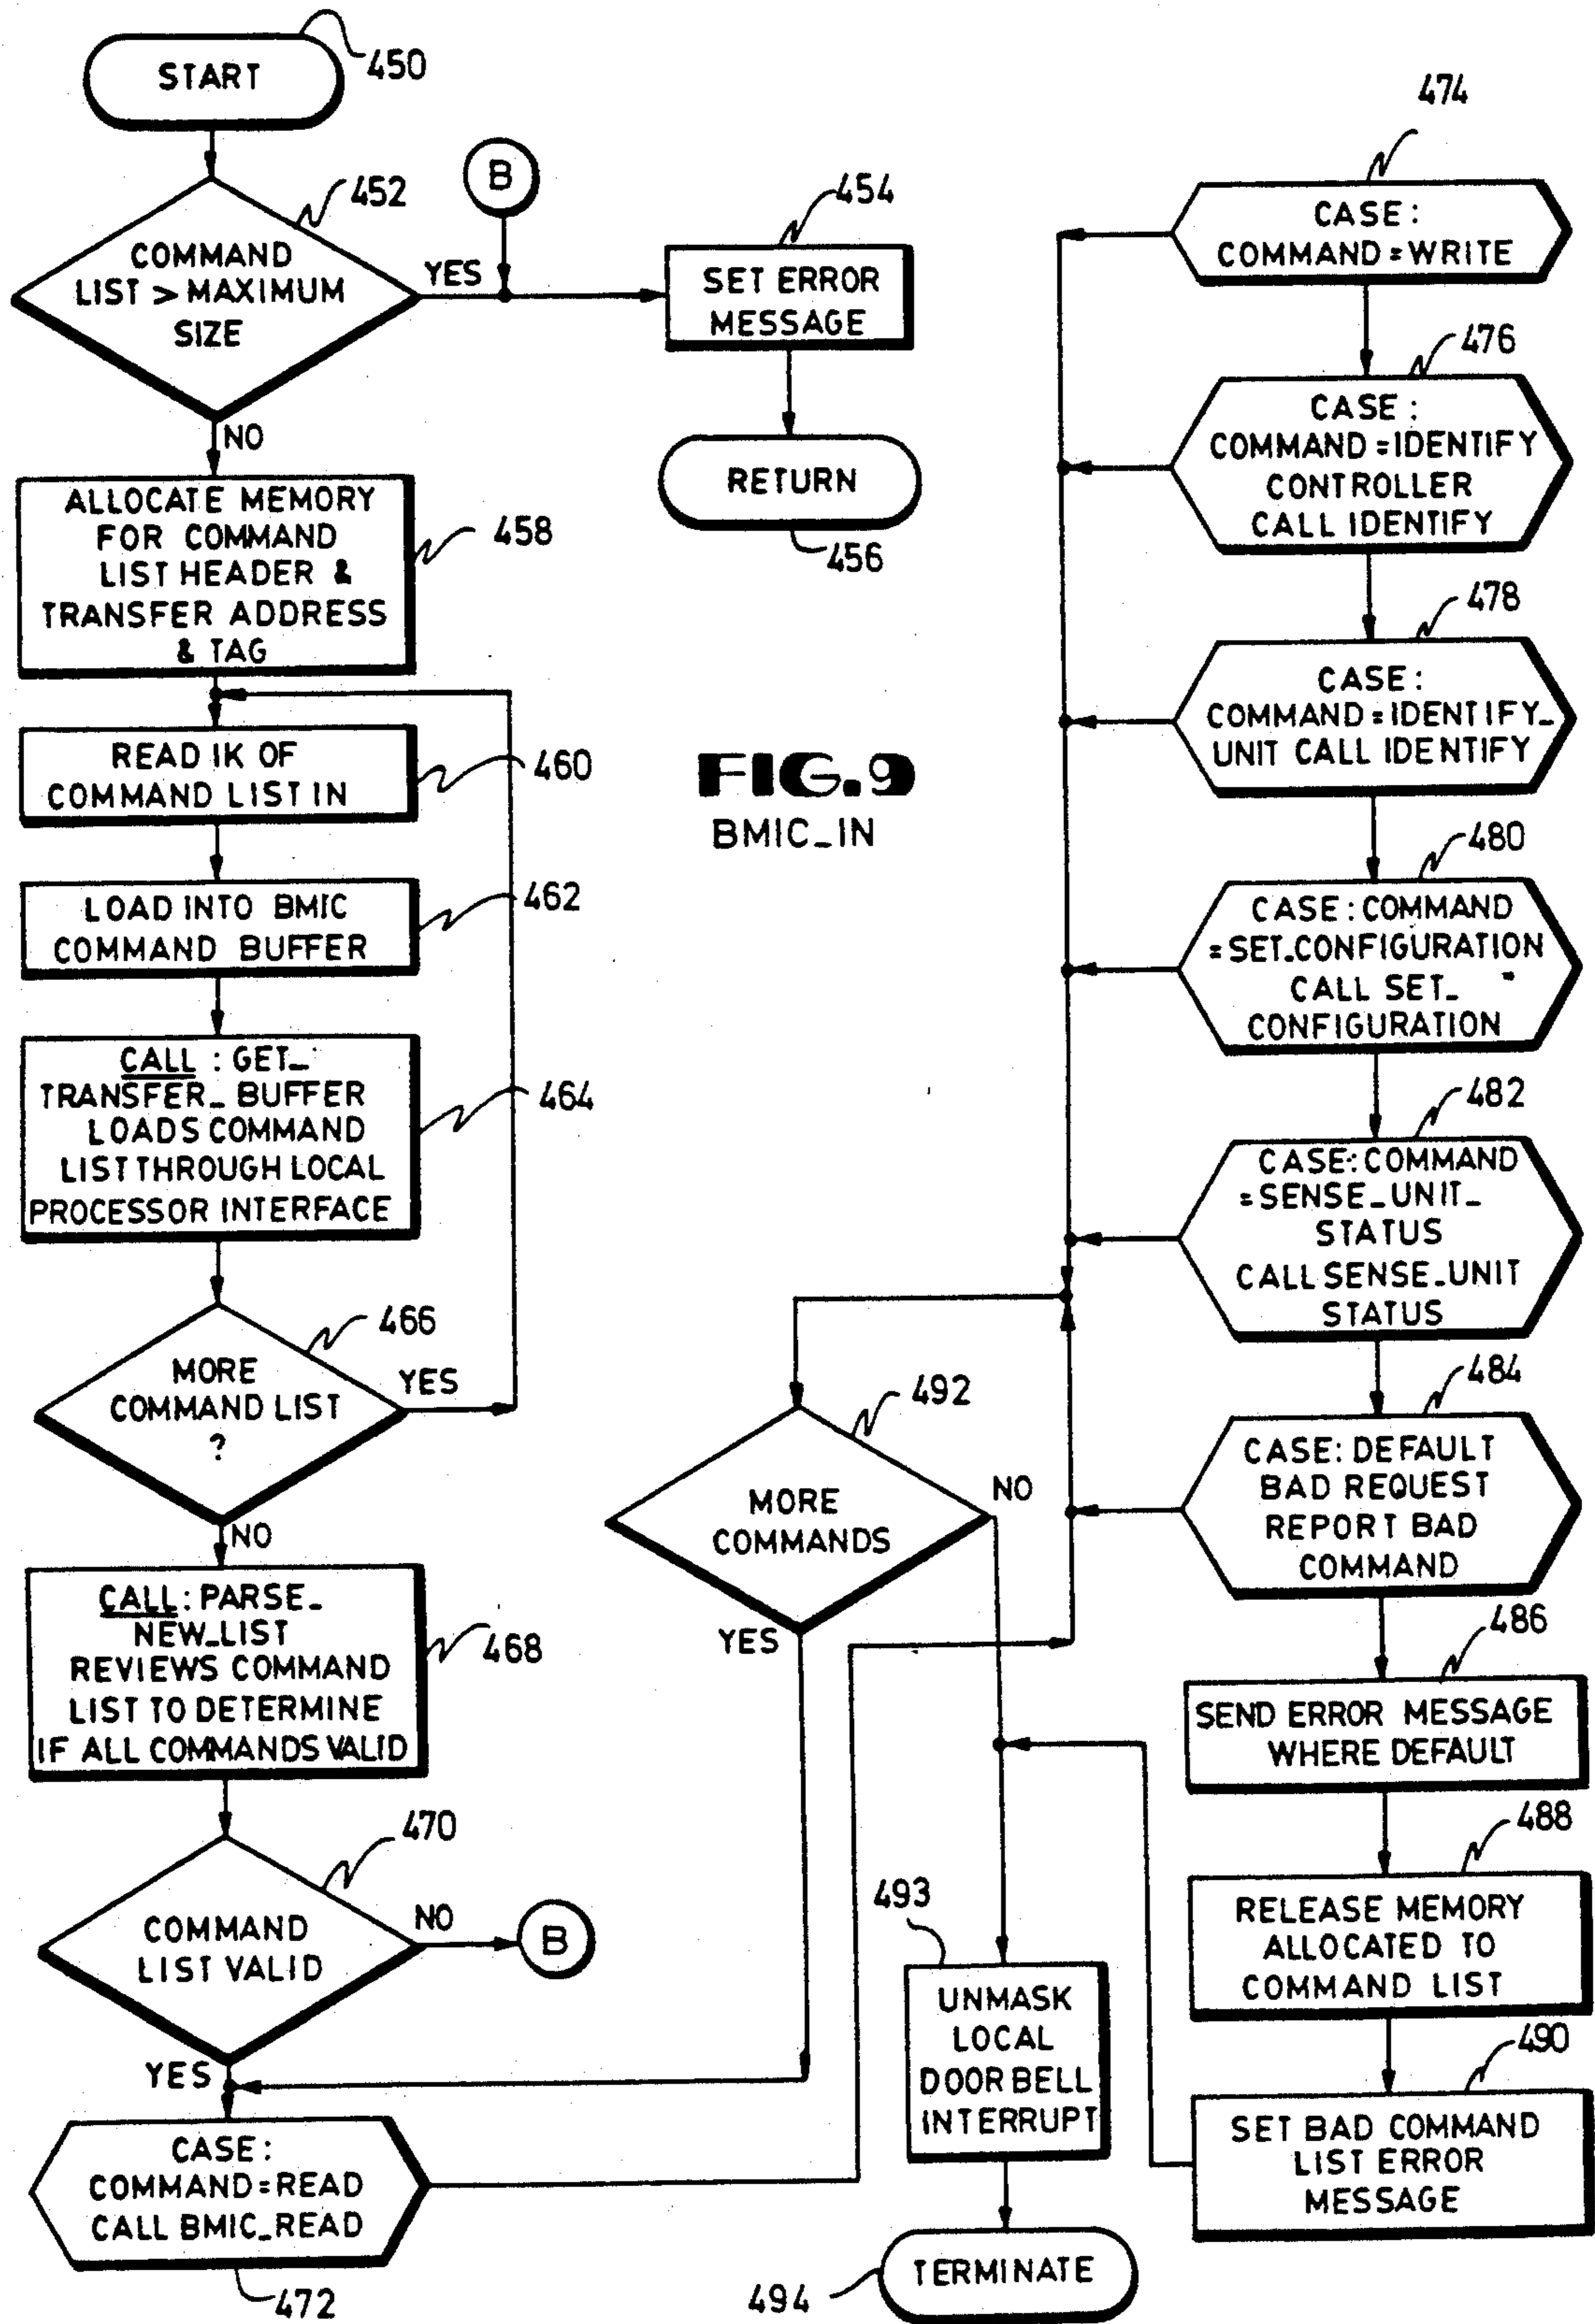 START
450
COMMAND
LIST > MAXIMUM
SIZE
452
YES
NO
B
454
SET ERROR
MESSAGE
RETURN
456
ALLOCATE MEMORY
FOR COMMAND
LIST HEADER &
TRANSFER ADDRESS
& TAG
458
READ 1K OF
COMMAND LIST IN
460
LOAD INTO BMIC
COMMAND BUFFER
462
CALL : GET_
TRANSFER_ BUFFER
LOADS COMMAND
LIST THROUGH LOCAL
PROCESSOR INTERFACE
464
MORE
COMMAND LIST
?
466
YES
NO
CALL: PARSE_
NEW_LIST
REVIEWS COMMAND
LIST TO DETERMINE
IF ALL COMMANDS VALID
468
COMMAND
LIST VALID
470
NO
B
YES
CASE:
COMMAND=READ
CALL BMIC_READ
472
FIG.9
BMIC_IN
474
CASE:
COMMAND=WRITE
476
CASE:
COMMAND=IDENTIFY
CONTROLLER
CALL IDENTIFY
478
CASE:
COMMAND=IDENTIFY_
UNIT CALL IDENTIFY
480
CASE: COMMAND
=SET_CONFIGURATION
CALL SET_
CONFIGURATION
482
CASE: COMMAND
=SENSE_UNIT_
STATUS
CALL SENSE_UNIT
STATUS
484
CASE: DEFAULT
BAD REQUEST
REPORT BAD
COMMAND
486
SEND ERROR MESSAGE
WHERE DEFAULT
488
RELEASE MEMORY
ALLOCATED TO
COMMAND LIST
490
SET BAD COMMAND
LIST ERROR
MESSAGE
492
MORE
COMMANDS
NO
YES
493
UNMASK
LOCAL
DOOR BELL
INTERRUPT
TERMINATE
494